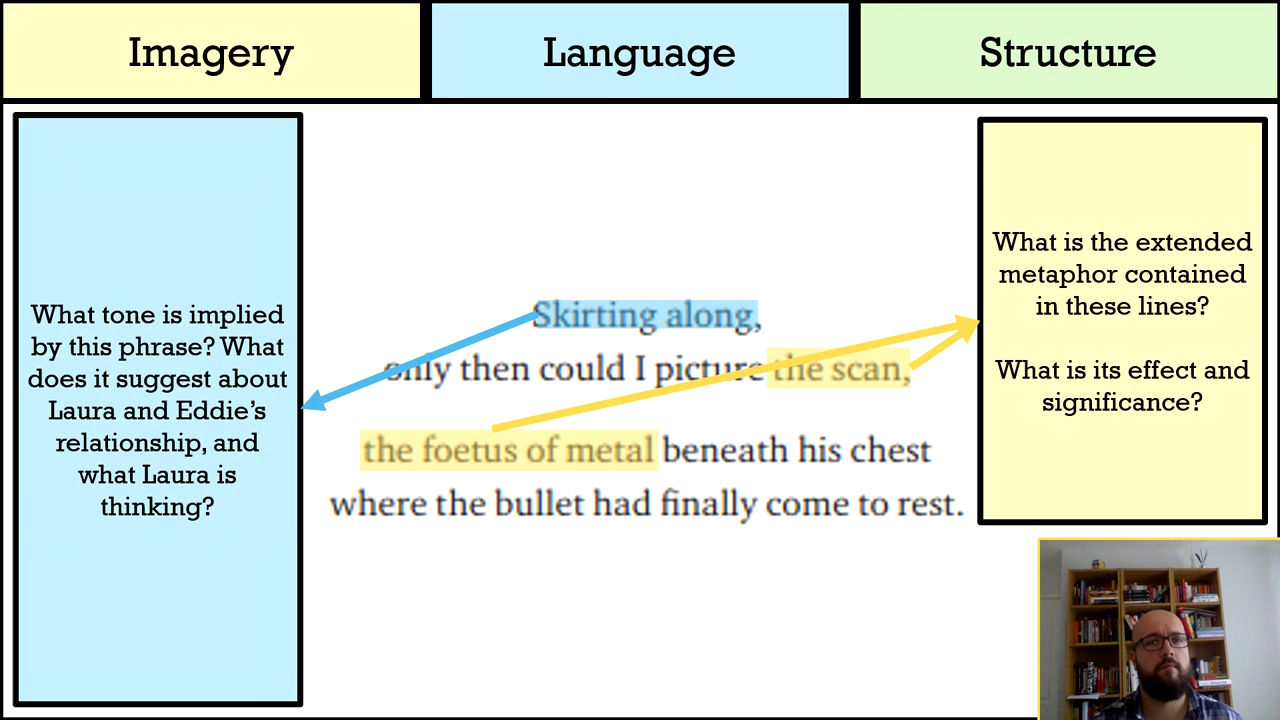 Imagery
Language
Structure
What tone is implied
by this phrase? What
does it suggest about
Laura and Eddie's
relationship, and
what Laura is
thinking?
Skirting along,
only then could I picture the scan,
the foetus of metal beneath his chest
where the bullet had finally come to rest.
What is the extended
metaphor contained
in these lines?
What is its effect and
significance?